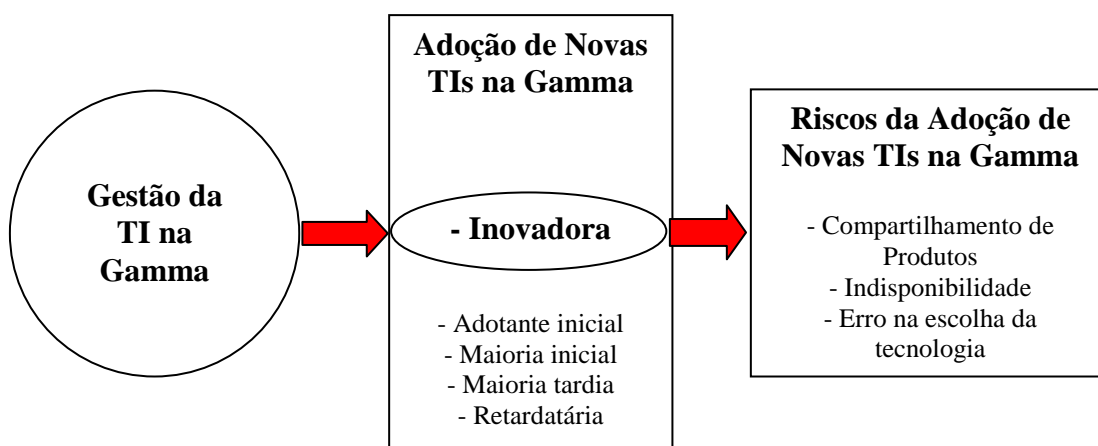 Gestão da
TI na
Gamma
Adoção de Novas
TIs na Gamma
- Inovadora
- Adotante inicial
- Maioria inicial
- Maioria tardia
- Retardatária
Riscos da Adoção de
Novas TIs na Gamma
- Compartilhamento de
Produtos
- Indisponibilidade
- Erro na escolha da
tecnologia